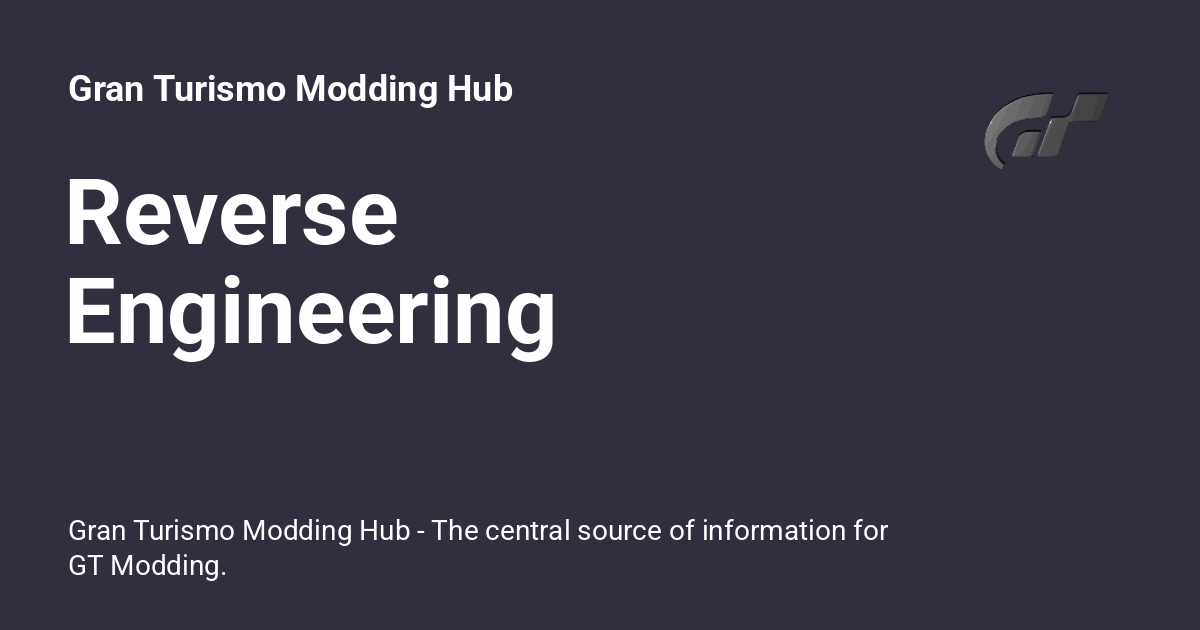 Gran Turismo Modding Hub
Reverse
Engineering
Gran Turismo Modding Hub - The central source of information for
GT Modding.